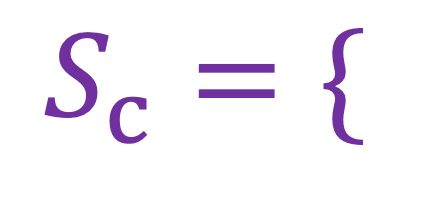 S_c = {